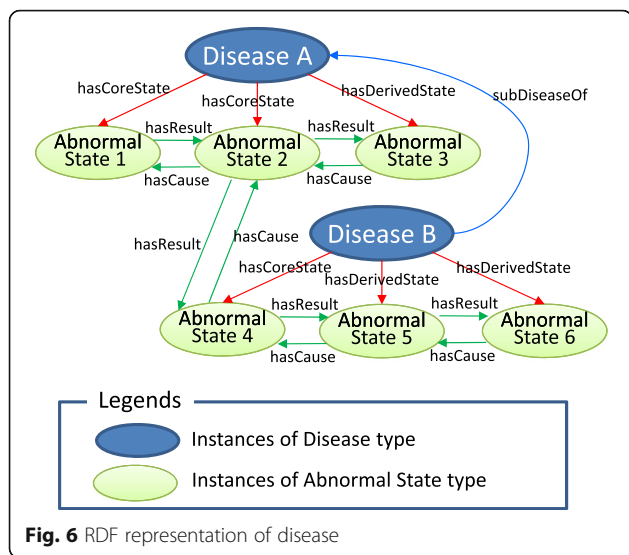 Disease A
hasCoreState
hasCoreState
hasDerivedState
subDiseaseOf
hasResult
hasResult
Abnormal
State 1
Abnormal
State 2
Abnormal
State 3
hasCause
hasCause
hasResult
hasCause
Disease B
hasCoreState
hasDerivedState
hasDerivedState
hasResult
hasResult
Abnormal
State 4
Abnormal
State 5
Abnormal
State 6
hasCause
hasCause
Legends
Instances of Disease type
Instances of Abnormal State type
Fig. 6 RDF representation of disease